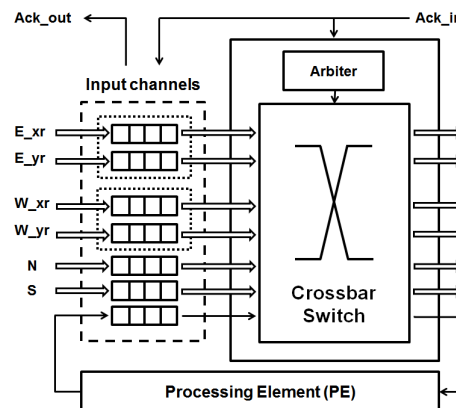 Ack_out
Ack_in
Input channels
Arbiter
E_xr
E_yr
W_xr
W_yr
N
S
Crossbar
Switch
Processing Element (PE)